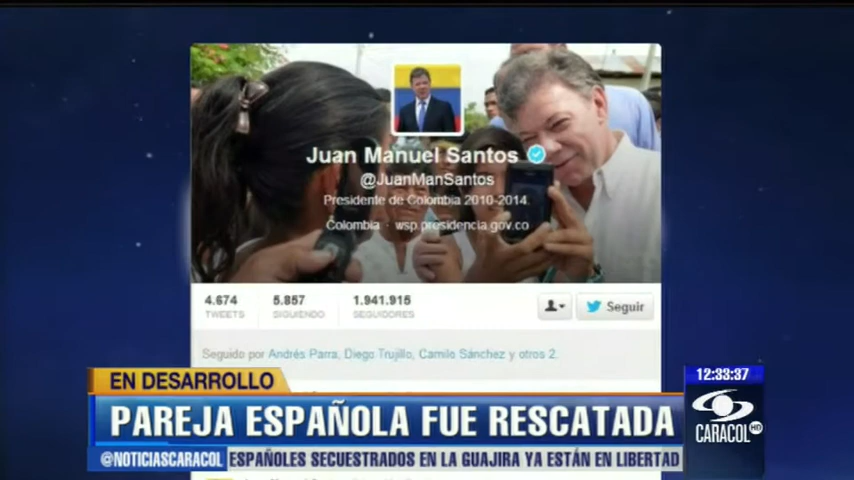 Juan Manuel Santos
@JuanManSantos
Presidente de Colombia 2010-2014.
Colombia · wsp.presidencia.gov.co
4.674 5.857 1.941.915
TWEETS SIGUIENDO SEGUIDORES
Seguir
Seguido por Andrés Parra, Diego Trujillo, Camilo Sánchez y otros 2.
EN DESARROLLO
12:33:37
PAREJA ESPAÑOLA FUE RESCATADA
CARACOL HD
@NOTICIASCARACOL ESPAÑOLES SECUESTRADOS EN LA GUAJIRA YA ESTÁN EN LIBERTAD